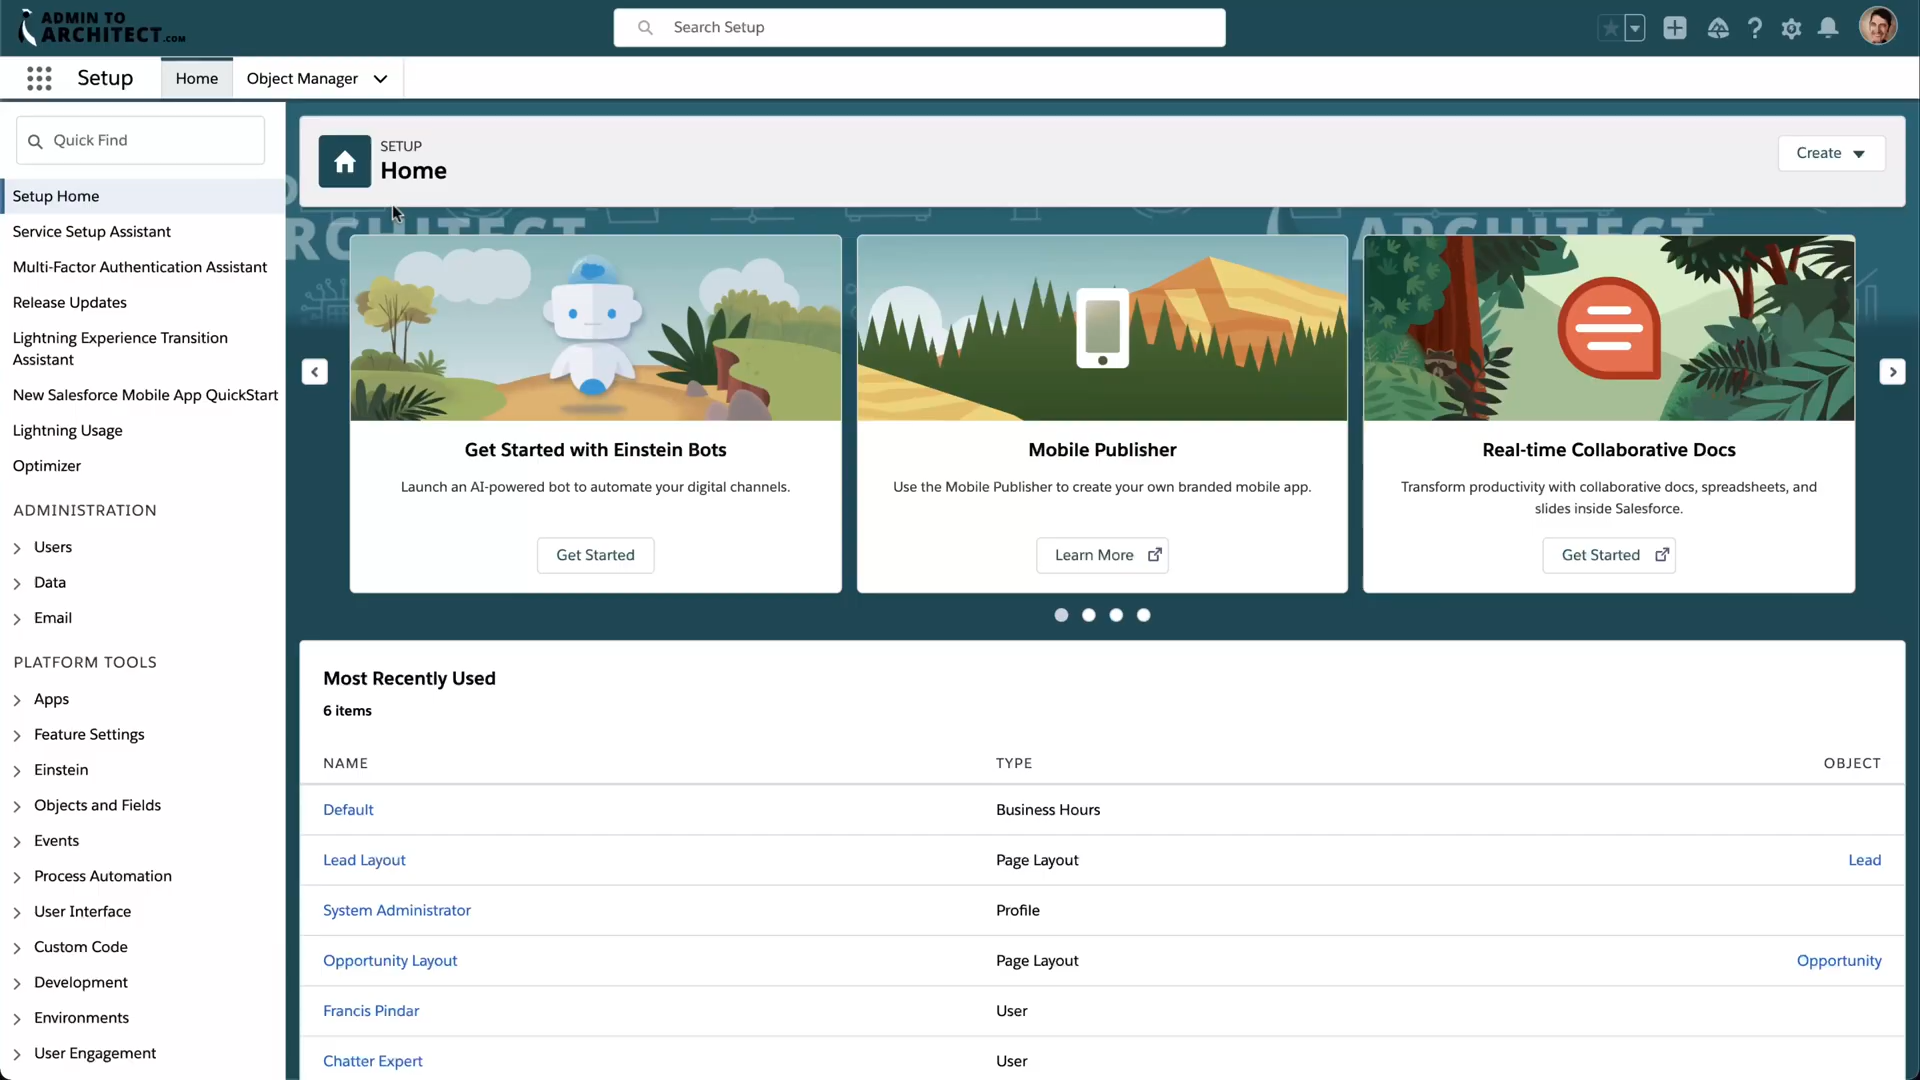 ADMIN TO
ARCHITECT.COM
Search Setup
Setup
Home
Object Manager
Quick Find
Setup Home
Service Setup Assistant
Multi-Factor Authentication Assistant
Release Updates
Lightning Experience Transition
Assistant
New Salesforce Mobile App QuickStart
Lightning Usage
Optimizer
ADMINISTRATION
Users
Data
Email
PLATFORM TOOLS
Apps
Feature Settings
Einstein
Objects and Fields
Events
Process Automation
User Interface
Custom Code
Development
Environments
User Engagement
SETUP
Home
Create
ARCHITECT
Get Started with Einstein Bots
Launch an AI-powered bot to automate your digital channels.
Get Started
Mobile Publisher
Use the Mobile Publisher to create your own branded mobile app.
Learn More
Real-time Collaborative Docs
Transform productivity with collaborative docs, spreadsheets, and
slides inside Salesforce.
Get Started
Most Recently Used
6 items
NAME TYPE OBJECT
Default Business Hours
Lead Layout Page Layout Lead
System Administrator Profile
Opportunity Layout Page Layout Opportunity
Francis Pindar User
Chatter Expert User